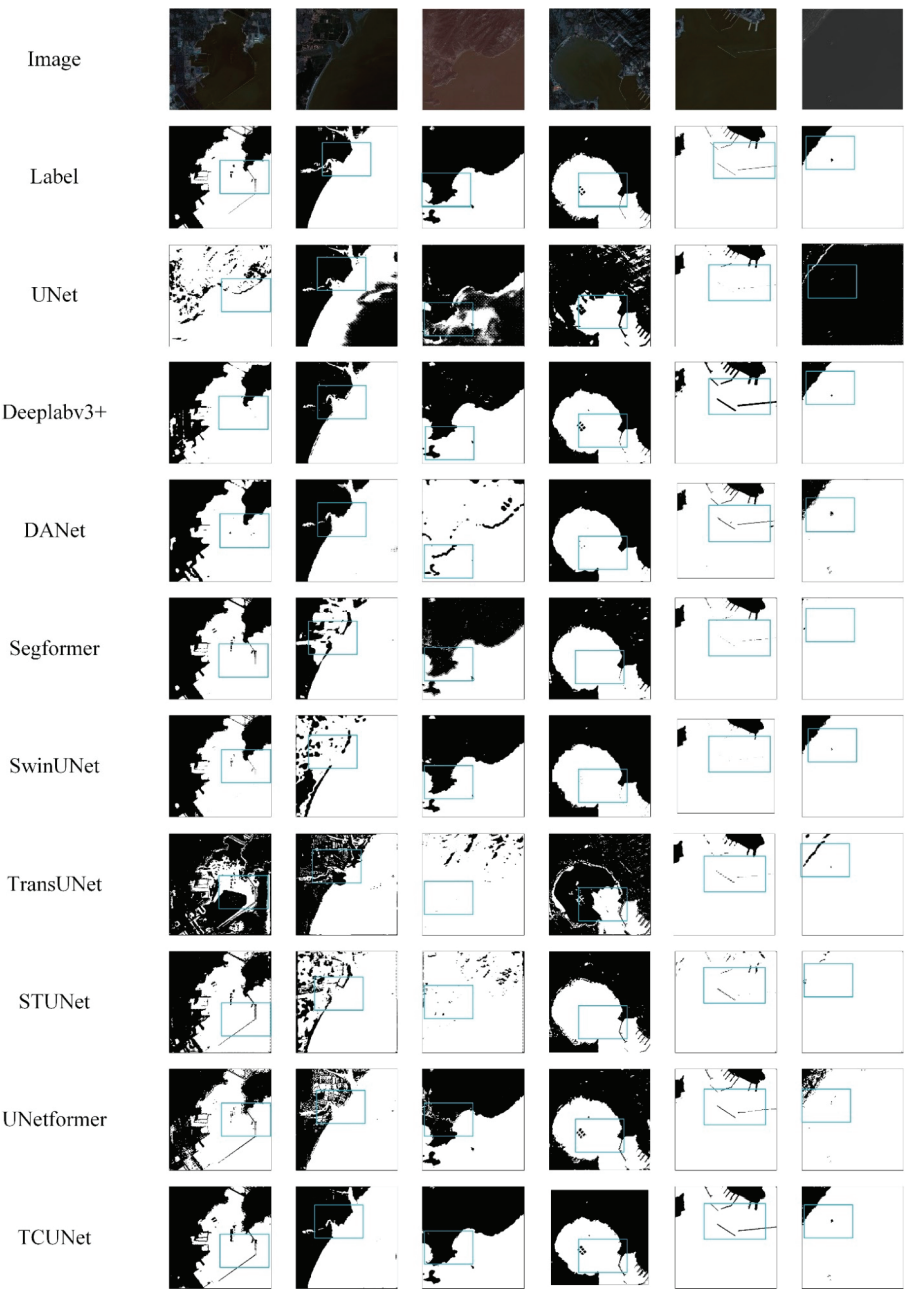 Image
Label
UNet
Deeplabv3+
DANet
Segformer
SwinUNet
TransUNet
STUNet
UNetformer
TCUNet